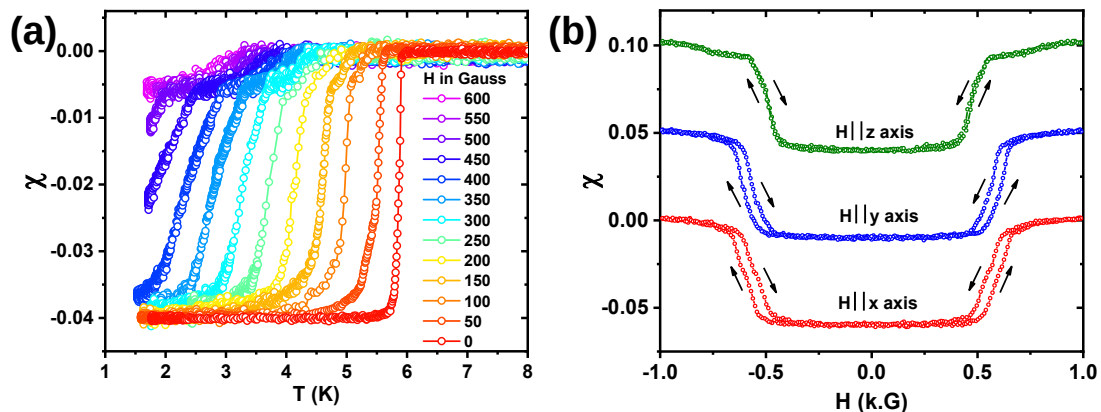 (a)
χ
0.00
-0.01
-0.02
-0.03
-0.04
1 2 3 4 5 6 7 8
T (K)
H in Gauss
600
550
500
450
400
350
300
250
200
150
100
50
0
(b)
χ
0.10
0.05
0.00
-0.05
-1.0 -0.5 0.0 0.5 1.0
H (k.G)
H||z axis
H||y axis
H||x axis